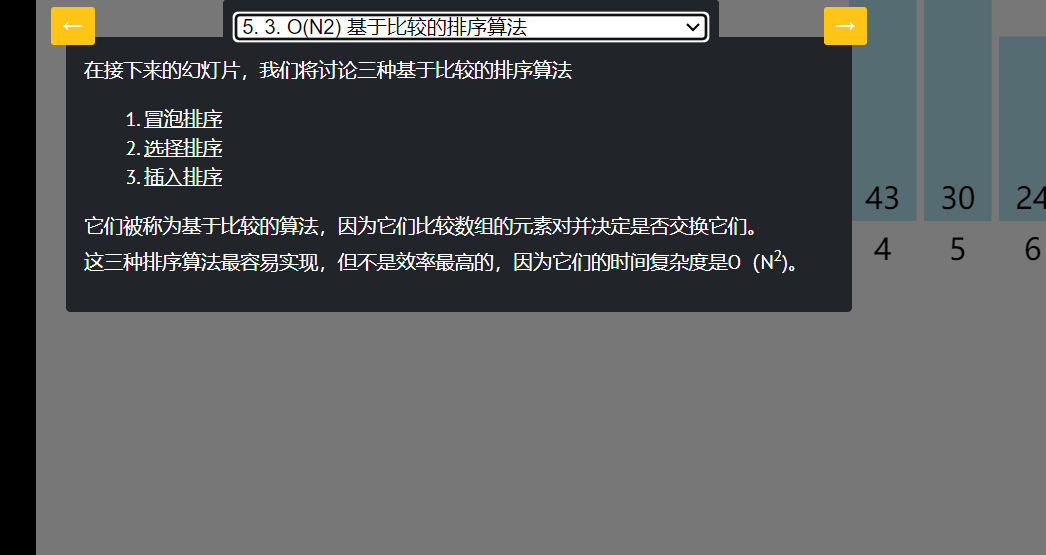 ←
5. 3. O(N2) 基于比较的排序算法
→
在接下来的幻灯片，我们将讨论三种基于比较的排序算法
1. 冒泡排序
2. 选择排序
3. 插入排序
它们被称为基于比较的算法，因为它们比较数组的元素对并决定是否交换它们。
这三种排序算法最容易实现，但不是效率最高的，因为它们的时间复杂度是O（N²）。
43 30 24
4 5 6